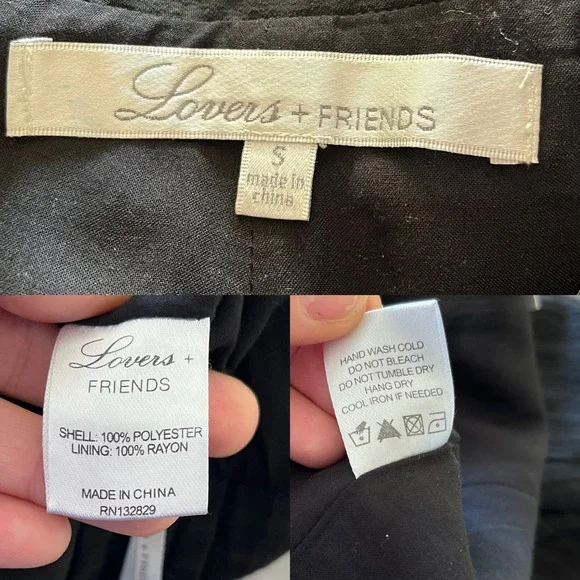 Lovers + FRIENDS
S
made in
china
Lovers +
FRIENDS
SHELL: 100% POLYESTER
LINING: 100% RAYON
MADE IN CHINA
RN132829
HAND WASH COLD
DO NOT BLEACH
DO NOT TUMBLE DRY
HANG DRY
COOL IRON IF NEEDED